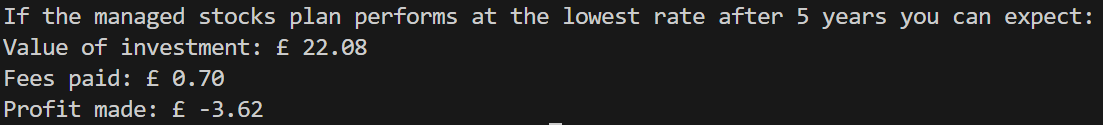 If the managed stocks plan performs at the lowest rate after 5 years you can expect:
Value of investment: £ 22.08
Fees paid: £ 0.70
Profit made: £ -3.62